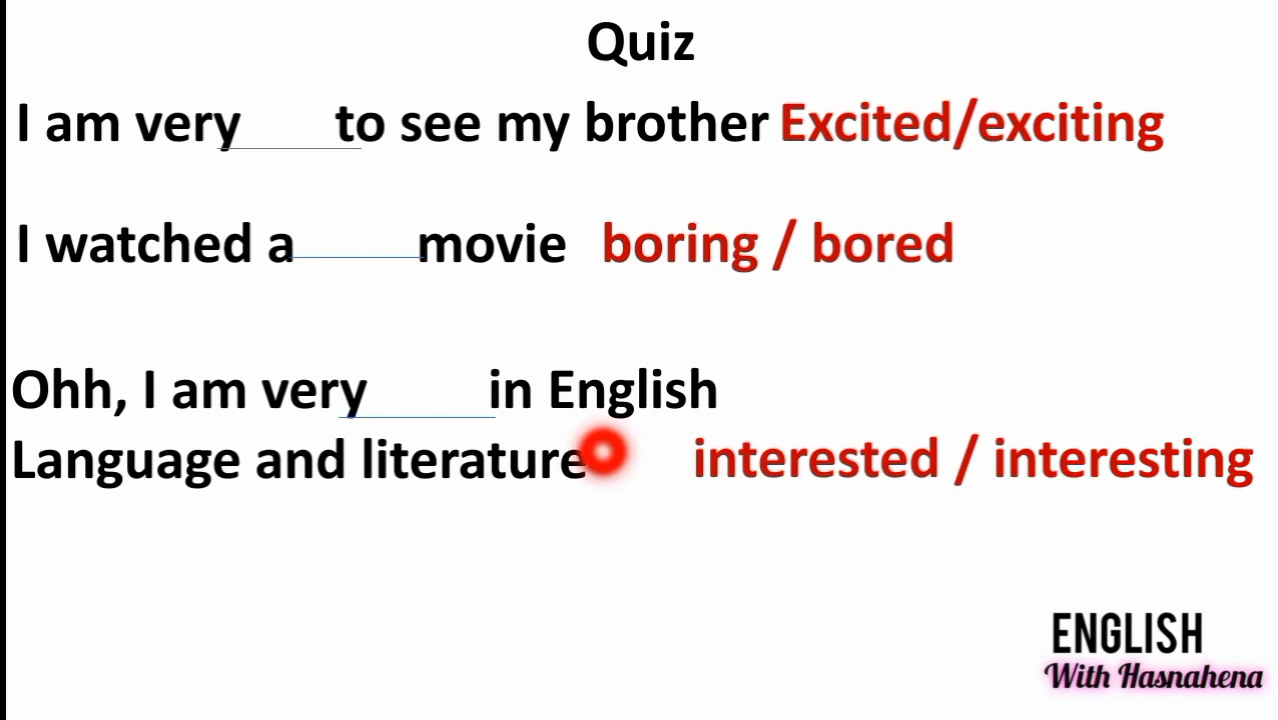 Quiz
I am very to see my brother Excited/exciting
I watched a movie boring / bored
Ohh, I am very in English
Language and literature interested / interesting
ENGLISH
With Hasnahena